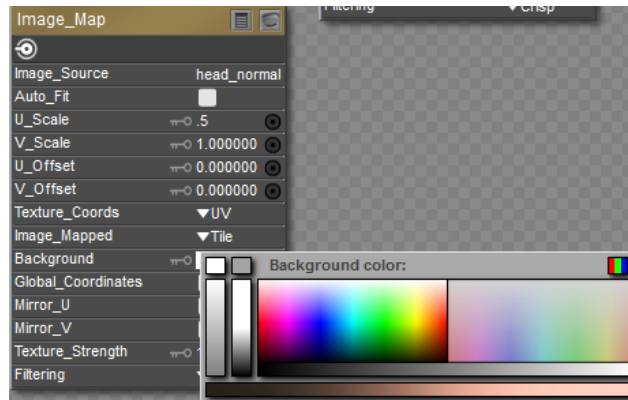 Image_Map
Filtering Crisp
Image_Source head_normal
Auto_Fit
U_Scale .5
V_Scale 1.000000
U_Offset 0.000000
V_Offset 0.000000
Texture_Coords UV
Image_Mapped Tile
Background
Background color:
Global_Coordinates
Mirror_U
Mirror_V
Texture_Strength
Filtering